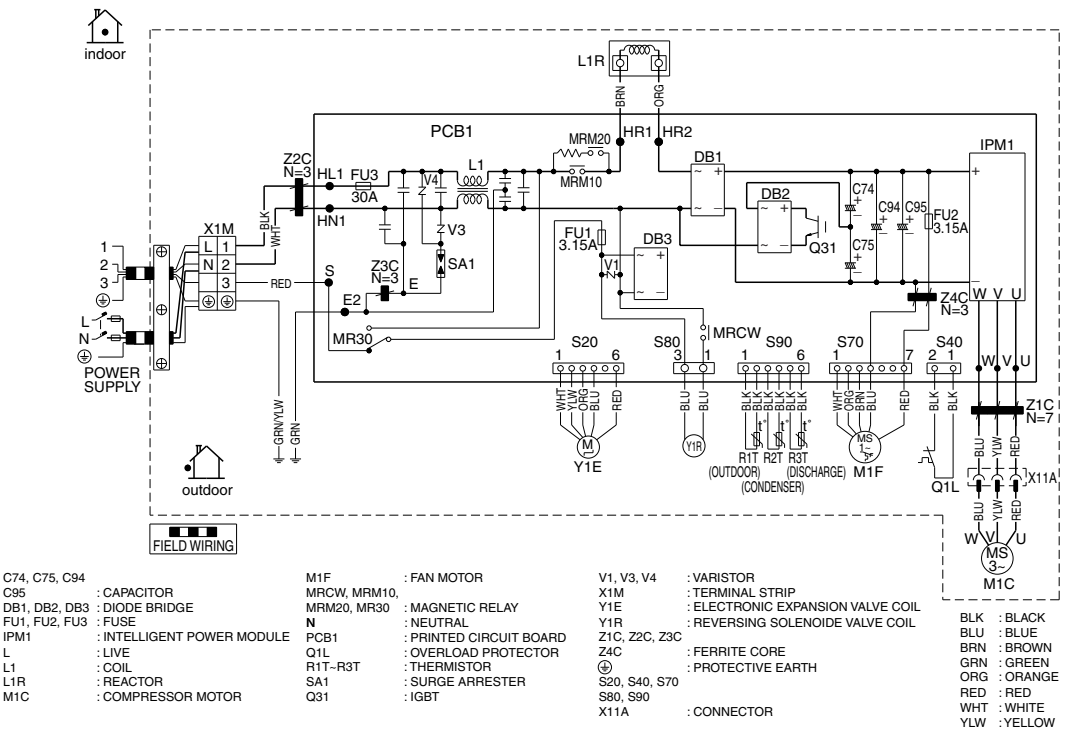 indoor
L1R
BRN
ORG
PCB1
MRM20
HR1
HR2
MRM10
DB1
IPM1
Z2C
N=3
HL1
FU3
30A
V4
L1
HN1
BLK
WHT
V3
DB2
Q31
C74
C94
C95
C75
FU2
3.15A
X1M
L 1
N 2
3
1
2
3
RED
S
Z3C
N=3
E
SA1
FU1
3.15A
V1
DB3
E2
MR30
MRCW
Z4C
N=3
W V U
L
N
POWER
SUPPLY
S20
1 6
S80
3 1
S90
1 6
S70
1 7
S40
2 1
W V U
Z1C
N=7
WHT
YLW
ORG
BLU
RED
BLU
BLU
BLK
BLK
BLK
BLK
BLK
BLK
WHT
ORG
BRN
BLU
RED
BLK
BLK
BLU
YLW
RED
GRN/YLW
GRN
M
Y1E
Y1R
t° t° t°
R1T R2T R3T
(OUTDOOR) (DISCHARGE)
(CONDENSER)
MS
1~
M1F
Q1L
X11A
BLU
YLW
RED
W V U
MS
3~
M1C
outdoor
FIELD WIRING
C74, C75, C94
C95 : CAPACITOR
DB1, DB2, DB3 : DIODE BRIDGE
FU1, FU2, FU3 : FUSE
IPM1 : INTELLIGENT POWER MODULE
L : LIVE
L1 : COIL
L1R : REACTOR
M1C : COMPRESSOR MOTOR
M1F : FAN MOTOR
MRCW, MRM10,
MRM20, MR30 : MAGNETIC RELAY
N : NEUTRAL
PCB1 : PRINTED CIRCUIT BOARD
Q1L : OVERLOAD PROTECTOR
R1T~R3T : THERMISTOR
SA1 : SURGE ARRESTER
Q31 : IGBT
V1, V3, V4 : VARISTOR
X1M : TERMINAL STRIP
Y1E : ELECTRONIC EXPANSION VALVE COIL
Y1R : REVERSING SOLENOIDE VALVE COIL
Z1C, Z2C, Z3C
Z4C : FERRITE CORE
: PROTECTIVE EARTH
S20, S40, S70
S80, S90
X11A : CONNECTOR
BLK : BLACK
BLU : BLUE
BRN : BROWN
GRN : GREEN
ORG : ORANGE
RED : RED
WHT : WHITE
YLW : YELLOW